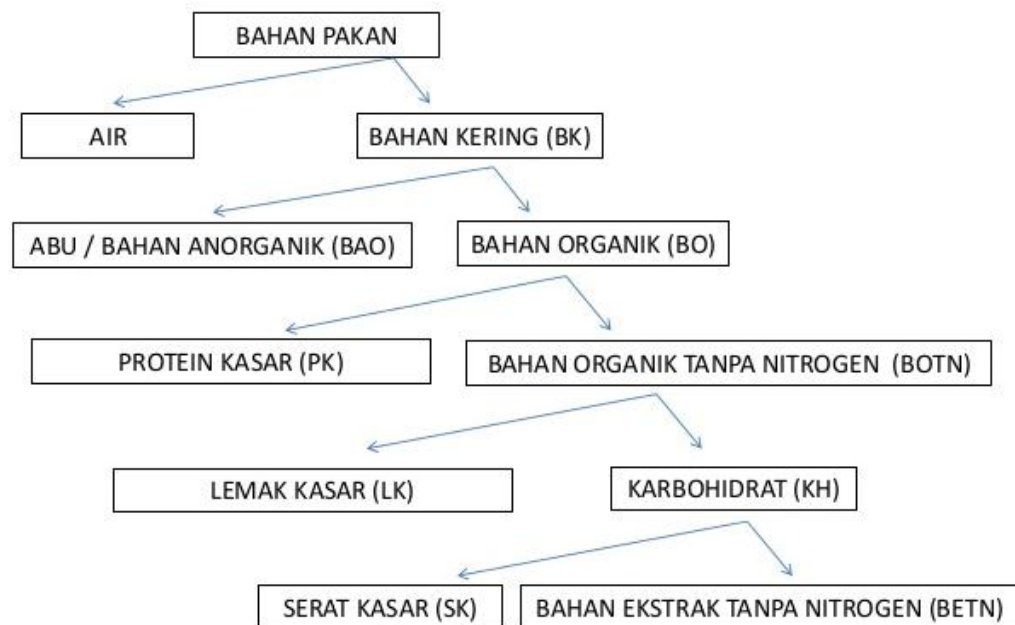 BAHAN PAKAN
AIR
BAHAN KERING (BK)
ABU / BAHAN ANORGANIK (BAO)
BAHAN ORGANIK (BO)
PROTEIN KASAR (PK)
BAHAN ORGANIK TANPA NITROGEN (BOTN)
LEMAK KASAR (LK)
KARBOHIDRAT (KH)
SERAT KASAR (SK)
BAHAN EKSTRAK TANPA NITROGEN (BETN)